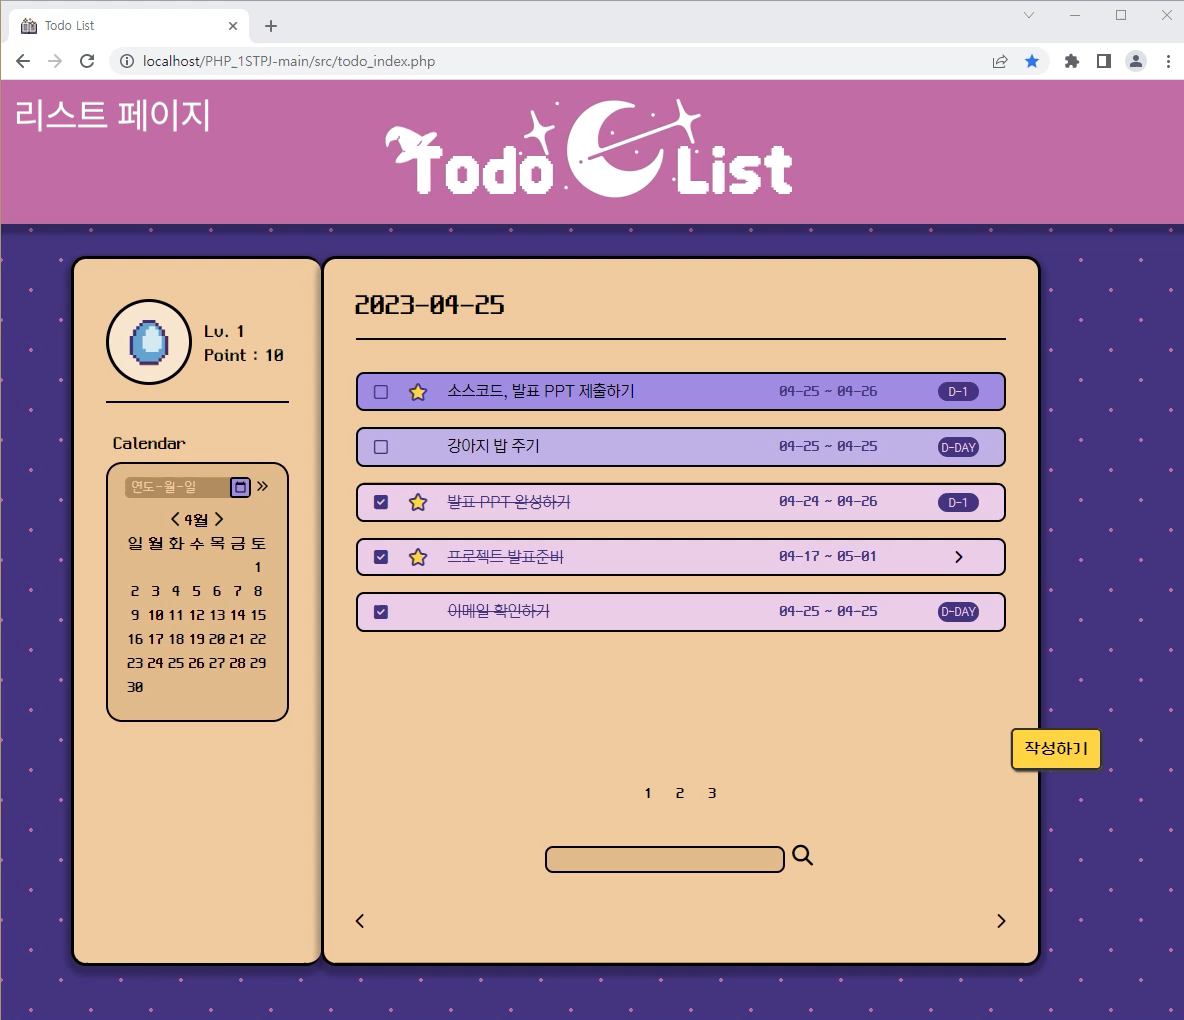 Todo List
localhost/PHP_1STPJ-main/src/todo_index.php
리스트 페이지
Todo List
Lv. 1
Point : 10
Calendar
연도-월-일
4월
일 월 화 수 목 금 토
1
2 3 4 5 6 7 8
9 10 11 12 13 14 15
16 17 18 19 20 21 22
23 24 25 26 27 28 29
30
2023-04-25
소스코드, 발표 PPT 제출하기 04-25 ~ 04-26 D-1
강아지 밥 주기 04-25 ~ 04-25 D-DAY
발표 PPT 완성하기 04-24 ~ 04-26 D-1
프로젝트 발표준비 04-17 ~ 05-01
이메일 확인하기 04-25 ~ 04-25 D-DAY
작성하기
1 2 3